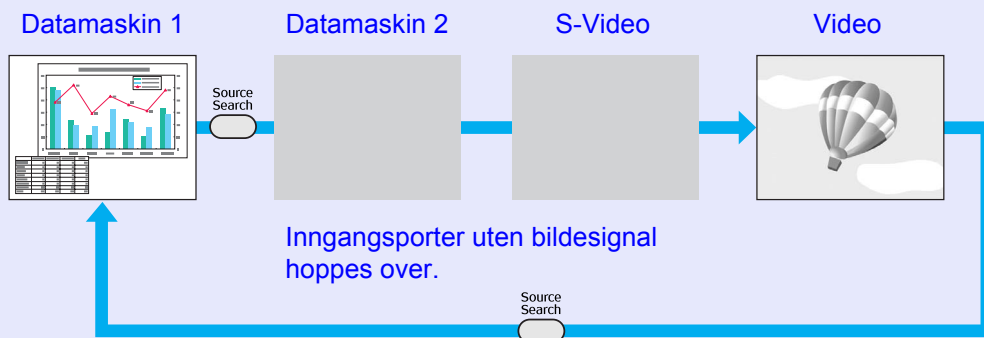 Datamaskin 1
Datamaskin 2
S-Video
Video
Source
Search
Inngangsporter uten bildesignal
hoppes over.
Source
Search